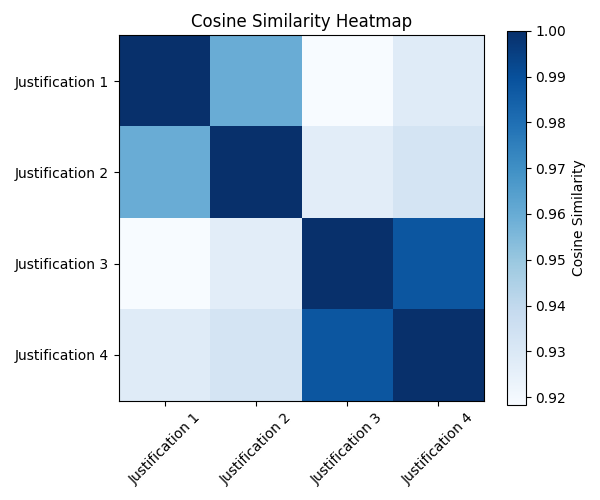 Cosine Similarity Heatmap
Justification 1
Justification 2
Justification 3
Justification 4
Justification 1
Justification 2
Justification 3
Justification 4
1.00
0.99
0.98
0.97
0.96
0.95
0.94
0.93
0.92
Cosine Similarity